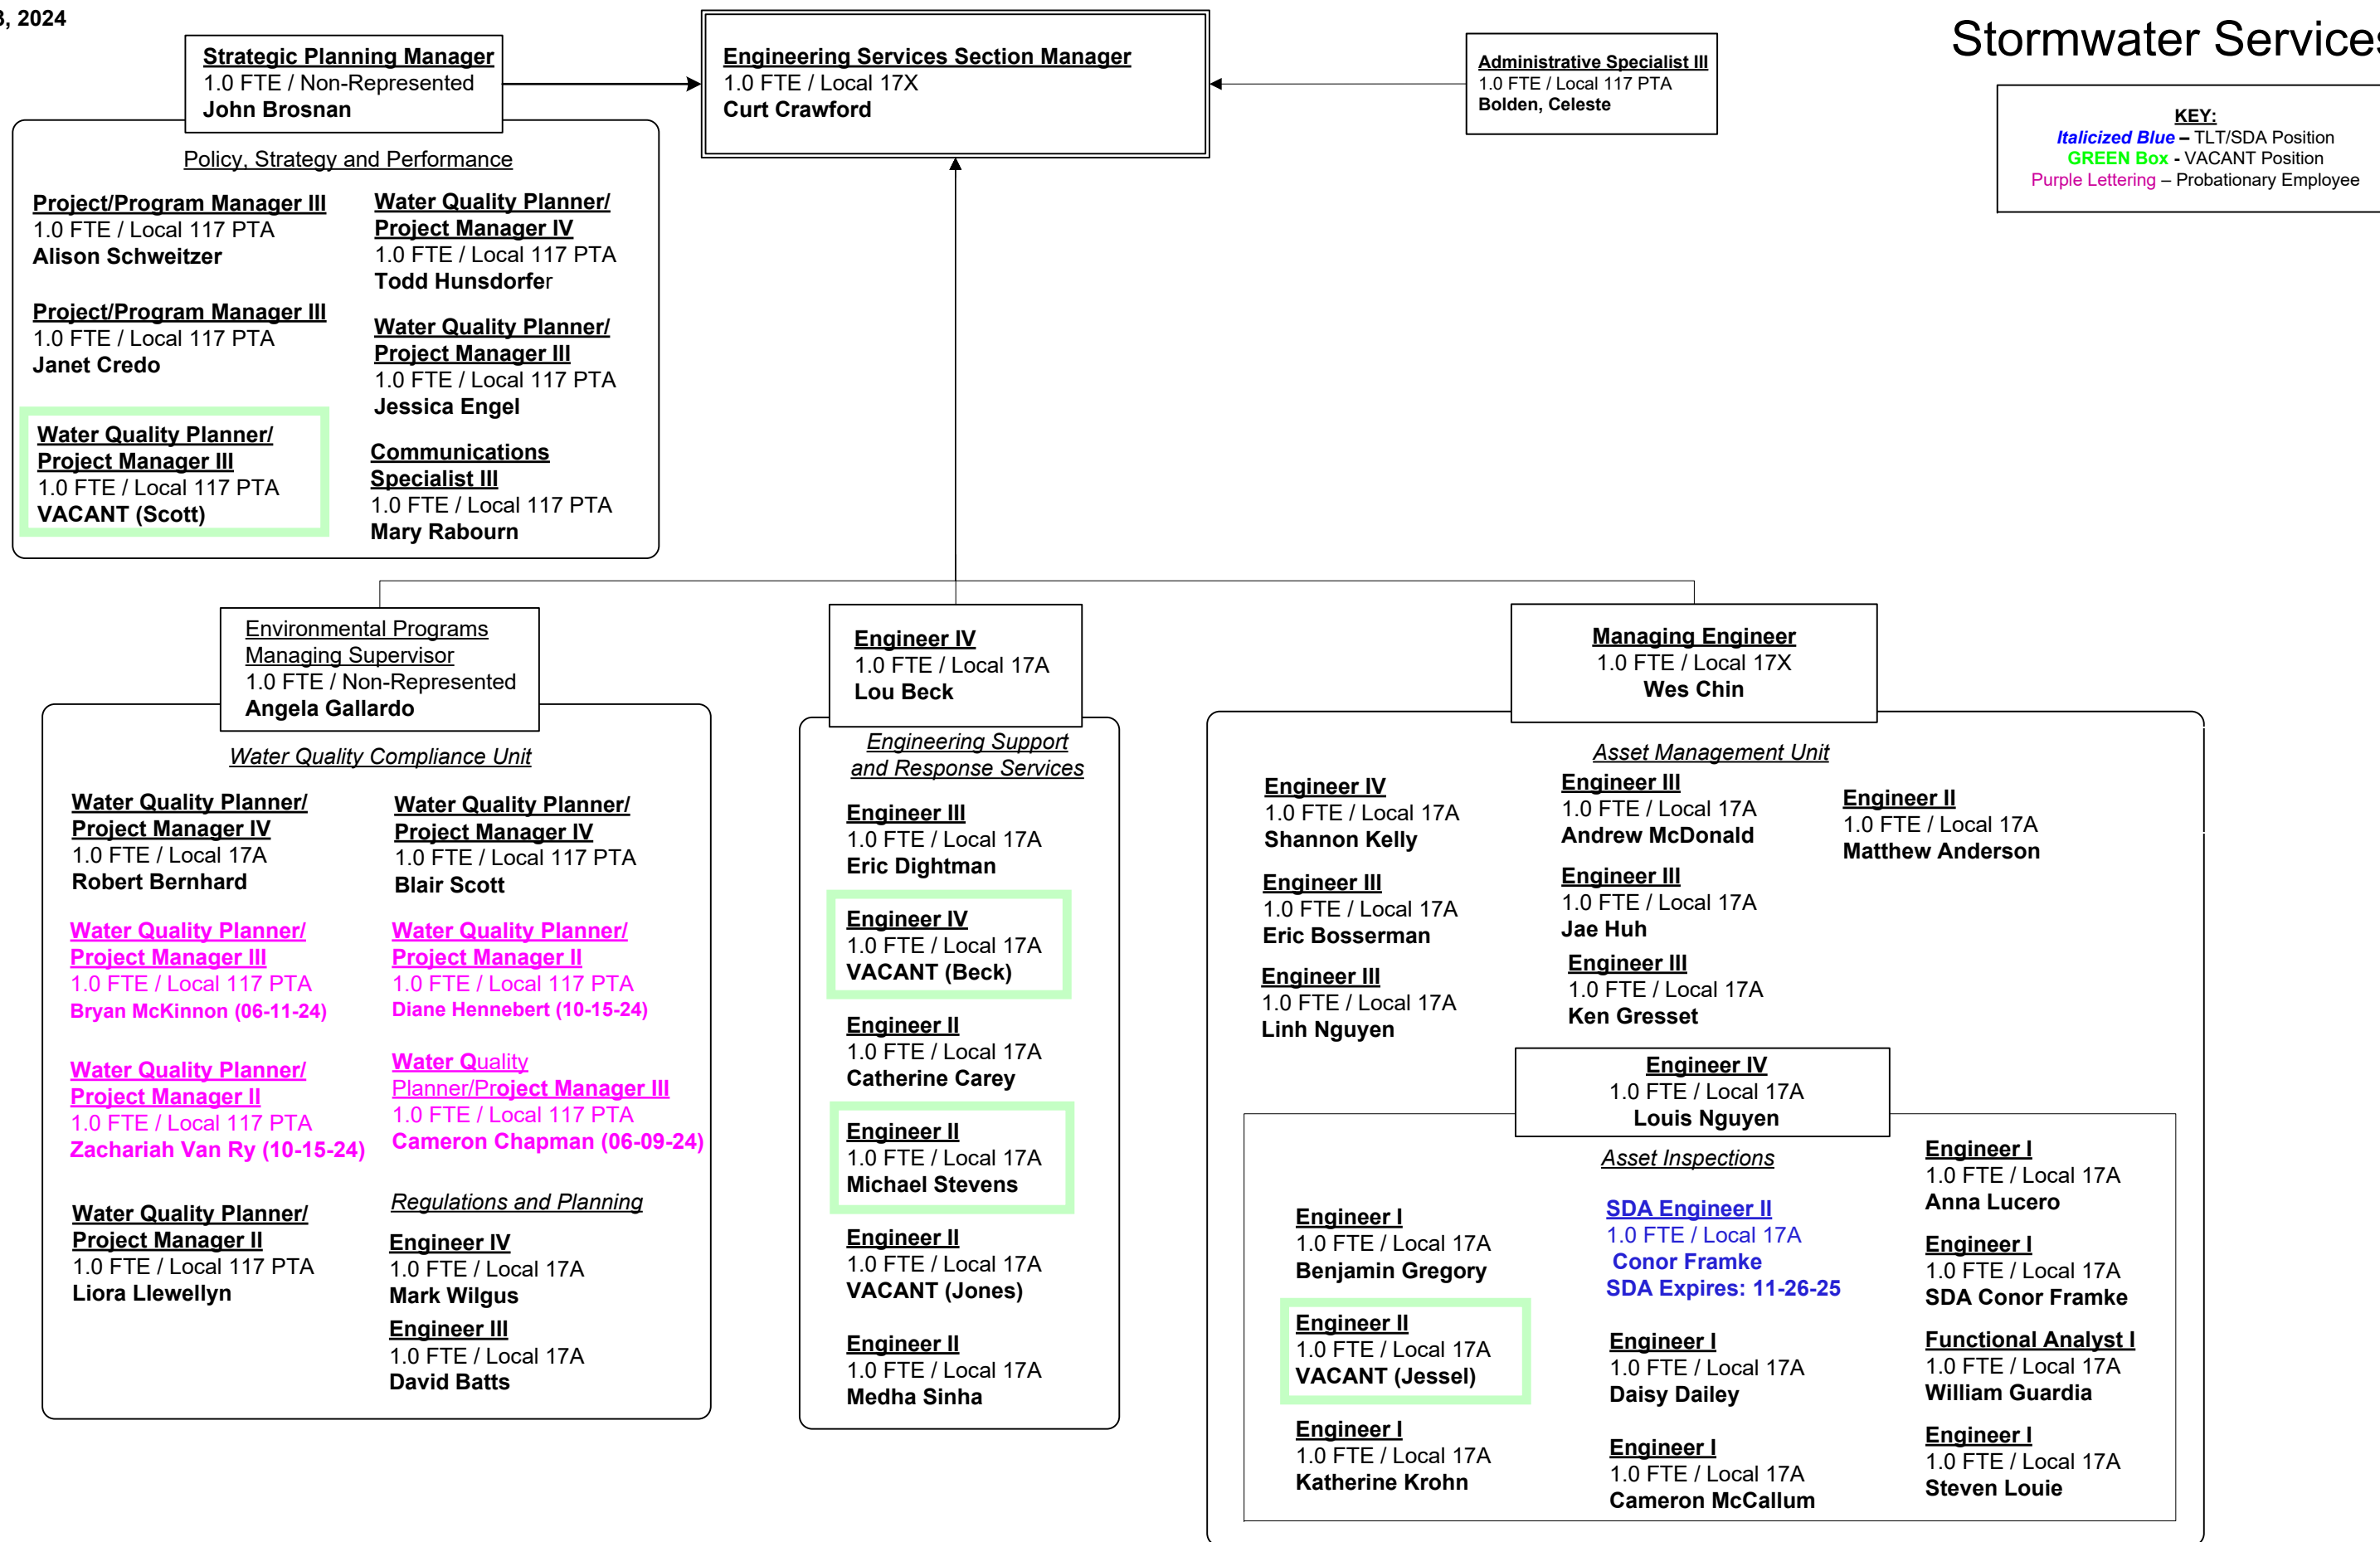 3, 2024
Stormwater Services
Strategic Planning Manager
1.0 FTE / Non-Represented
John Brosnan
Engineering Services Section Manager
1.0 FTE / Local 17X
Curt Crawford
Administrative Specialist III
1.0 FTE / Local 117 PTA
Bolden, Celeste
KEY:
Italicized Blue – TLT/SDA Position
GREEN Box - VACANT Position
Purple Lettering – Probationary Employee
Policy, Strategy and Performance
Project/Program Manager III
1.0 FTE / Local 117 PTA
Alison Schweitzer
Project/Program Manager III
1.0 FTE / Local 117 PTA
Janet Credo
Water Quality Planner/
Project Manager III
1.0 FTE / Local 117 PTA
VACANT (Scott)
Water Quality Planner/
Project Manager IV
1.0 FTE / Local 117 PTA
Todd Hunsdorfer
Water Quality Planner/
Project Manager III
1.0 FTE / Local 117 PTA
Jessica Engel
Communications
Specialist III
1.0 FTE / Local 117 PTA
Mary Rabourn
Environmental Programs
Managing Supervisor
1.0 FTE / Non-Represented
Angela Gallardo
Water Quality Compliance Unit
Water Quality Planner/
Project Manager IV
1.0 FTE / Local 17A
Robert Bernhard
Water Quality Planner/
Project Manager III
1.0 FTE / Local 117 PTA
Bryan McKinnon (06-11-24)
Water Quality Planner/
Project Manager II
1.0 FTE / Local 117 PTA
Zachariah Van Ry (10-15-24)
Water Quality Planner/
Project Manager II
1.0 FTE / Local 117 PTA
Liora Llewellyn
Water Quality Planner/
Project Manager IV
1.0 FTE / Local 117 PTA
Blair Scott
Water Quality Planner/
Project Manager II
1.0 FTE / Local 117 PTA
Diane Hennebert (10-15-24)
Water Quality
Planner/Project Manager III
1.0 FTE / Local 117 PTA
Cameron Chapman (06-09-24)
Regulations and Planning
Engineer IV
1.0 FTE / Local 17A
Mark Wilgus
Engineer III
1.0 FTE / Local 17A
David Batts
Engineer IV
1.0 FTE / Local 17A
Lou Beck
Engineering Support
and Response Services
Engineer III
1.0 FTE / Local 17A
Eric Dightman
Engineer IV
1.0 FTE / Local 17A
VACANT (Beck)
Engineer II
1.0 FTE / Local 17A
Catherine Carey
Engineer II
1.0 FTE / Local 17A
Michael Stevens
Engineer II
1.0 FTE / Local 17A
VACANT (Jones)
Engineer II
1.0 FTE / Local 17A
Medha Sinha
Managing Engineer
1.0 FTE / Local 17X
Wes Chin
Asset Management Unit
Engineer IV
1.0 FTE / Local 17A
Shannon Kelly
Engineer III
1.0 FTE / Local 17A
Eric Bosserman
Engineer III
1.0 FTE / Local 17A
Linh Nguyen
Engineer III
1.0 FTE / Local 17A
Andrew McDonald
Engineer III
1.0 FTE / Local 17A
Jae Huh
Engineer III
1.0 FTE / Local 17A
Ken Gresset
Engineer II
1.0 FTE / Local 17A
Matthew Anderson
Engineer IV
1.0 FTE / Local 17A
Louis Nguyen
Asset Inspections
Engineer I
1.0 FTE / Local 17A
Benjamin Gregory
Engineer II
1.0 FTE / Local 17A
VACANT (Jessel)
Engineer I
1.0 FTE / Local 17A
Katherine Krohn
SDA Engineer II
1.0 FTE / Local 17A
Conor Framke
SDA Expires: 11-26-25
Engineer I
1.0 FTE / Local 17A
Daisy Dailey
Engineer I
1.0 FTE / Local 17A
Cameron McCallum
Engineer I
1.0 FTE / Local 17A
Anna Lucero
Engineer I
1.0 FTE / Local 17A
SDA Conor Framke
Functional Analyst I
1.0 FTE / Local 17A
William Guardia
Engineer I
1.0 FTE / Local 17A
Steven Louie